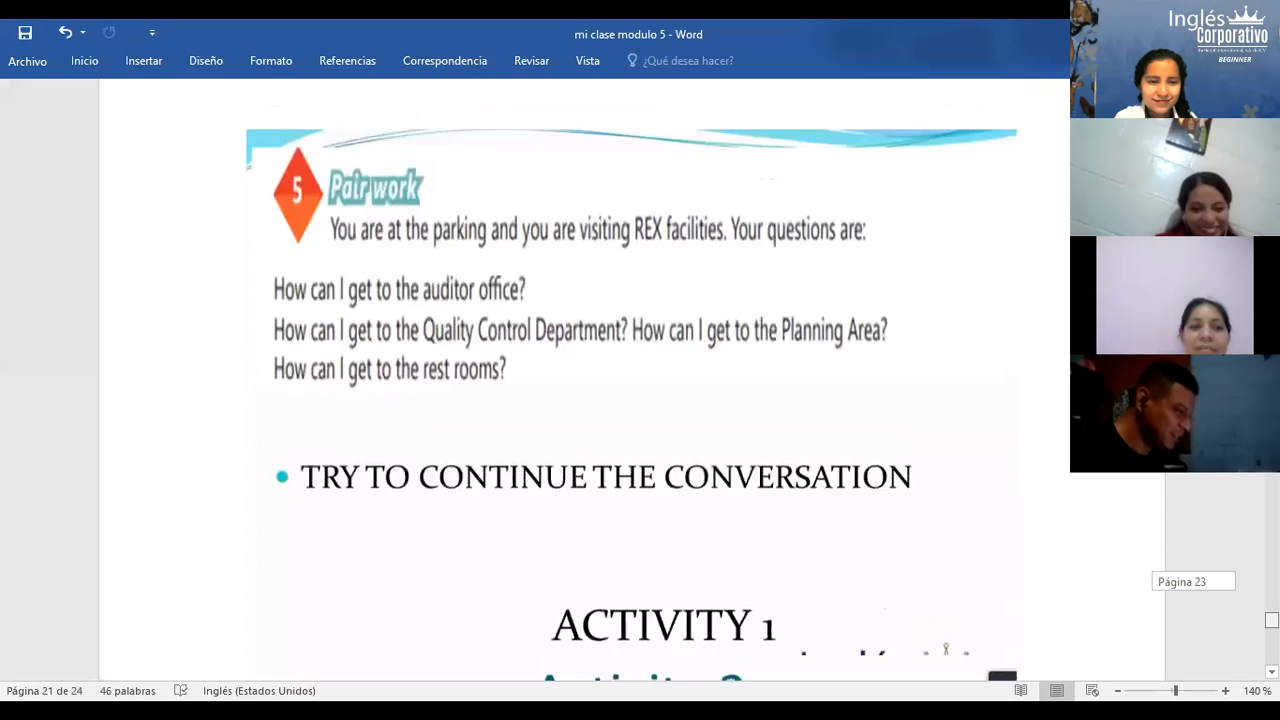 mi clase modulo 5 - Word
Archivo Inicio Insertar Diseño Formato Referencias Correspondencia Revisar Vista ¿Qué desea hacer?
Inglés
Corporativo
BEGINNER
5 Pair work
You are at the parking and you are visiting REX facilities. Your questions are:
How can I get to the auditor office?
How can I get to the Quality Control Department? How can I get to the Planning Area?
How can I get to the rest rooms?
• TRY TO CONTINUE THE CONVERSATION
Página 23
ACTIVITY 1
Página 21 de 24 46 palabras Inglés (Estados Unidos) 140 %